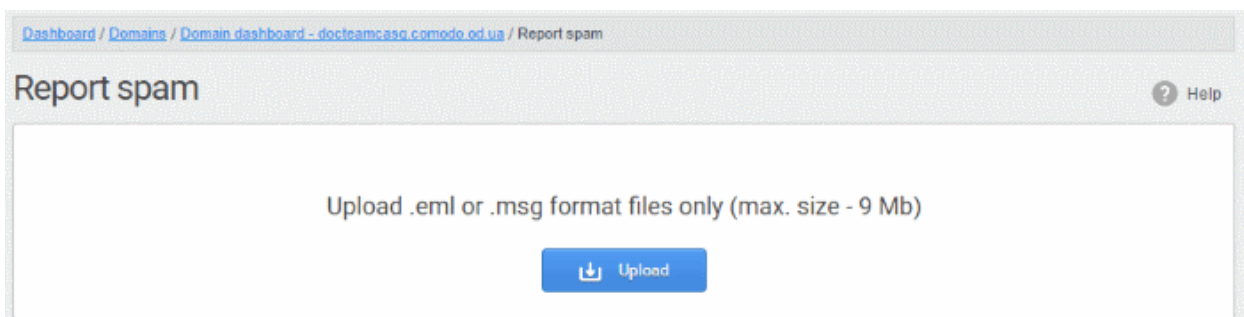 Dashboard / Domains / Domain dashboard - docteamcasg.comodo.od.ua / Report spam
Report spam
? Help
Upload .eml or .msg format files only (max. size - 9 Mb)
Upload